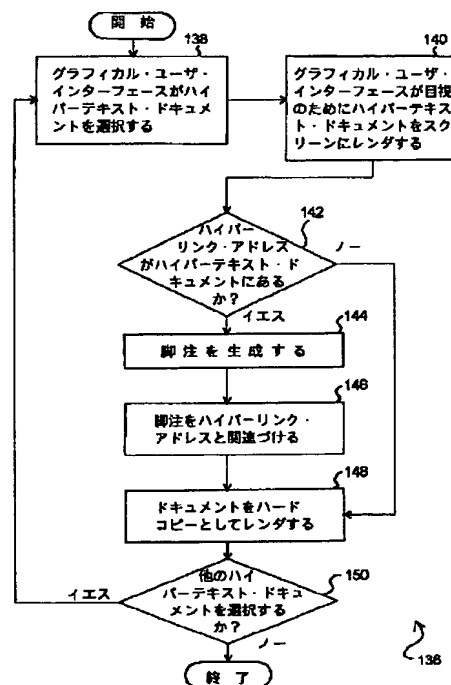 開始
138
グラフィカル・ユーザ・
インターフェースがハイ
パーテキスト・ドキュメ
ントを選択する
140
グラフィカル・ユーザ・
インターフェースが目視
のためにハイパーテキス
ト・ドキュメントをスク
リーンにレンダする
142
ハイパー
リンク・アドレス
がハイパーテキスト・ド
キュメントにある
か？
ノー
イエス
144
脚注を生成する
146
脚注をハイパーリンク・
アドレスと関連づける
148
ドキュメントをハード
コピーとしてレンダする
150
他のハイ
パーテキスト・ドキュ
メントを選択する
か？
イエス
ノー
終了
136